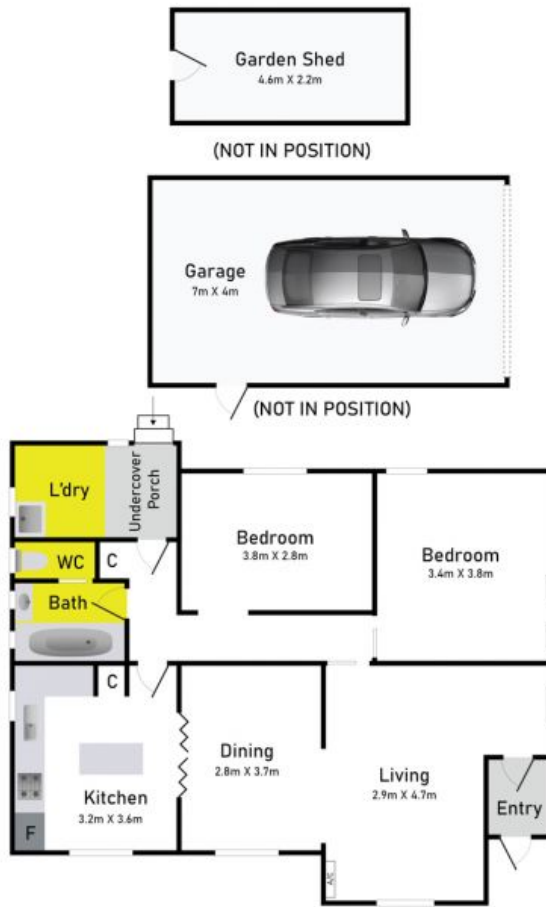 Garden Shed
4.6m X 2.2m
(NOT IN POSITION)
Garage
7m X 4m
(NOT IN POSITION)
L'dry
Undercover
Porch
WC
C
Bath
Bedroom
3.8m X 2.8m
Bedroom
3.4m X 3.8m
C
Kitchen
3.2m X 3.6m
F
Dining
2.8m X 3.7m
Living
2.9m X 4.7m
A/C
Entry